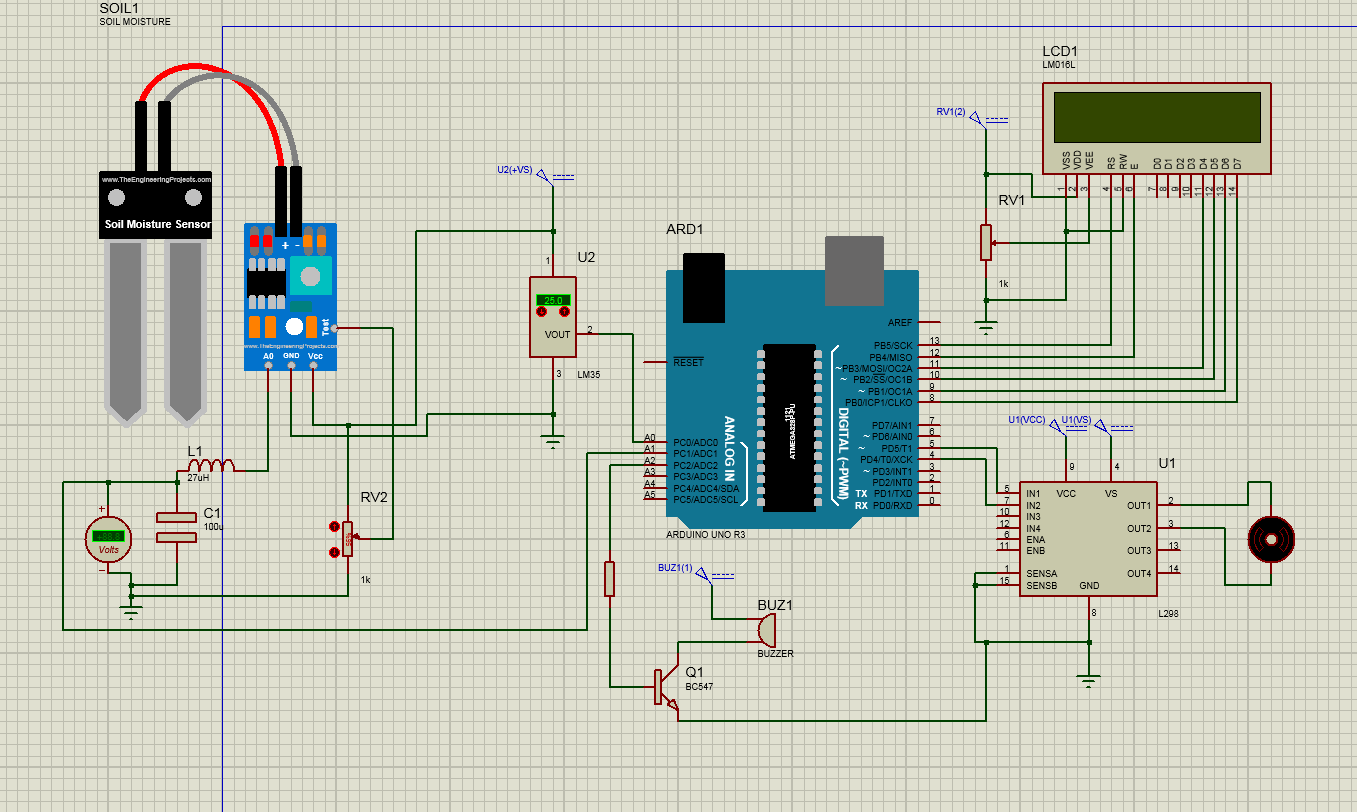 SOIL1
SOIL MOISTURE
www.TheEngineeringProjects.com
Soil Moisture Sensor
+ -
Test
www.TheEngineeringProjects.com
A0 GND Vcc
L1
27uH
C1
100u
+
Volts
-
RV2
55%
1k
U2(+VS)
U2
1
25.0
VOUT
2
3
LM35
ARD1
RESET
AREF
PB5/SCK 13
PB4/MISO 12
~PB3/MOSI/OC2A 11
~ PB2/SS/OC1B 10
~ PB1/OC1A 9
PB0/ICP1/CLKO 8
PD7/AIN1 7
~ PD6/AIN0 6
~ PD5/T1 5
PD4/T0/XCK 4
~ PD3/INT1 3
PD2/INT0 2
TX PD1/TXD 1
RX PD0/RXD 0
A0 PC0/ADC0
A1 PC1/ADC1
A2 PC2/ADC2
A3 PC3/ADC3
A4 PC4/ADC4/SDA
A5 PC5/ADC5/SCL
ANALOG IN
ATMEGA328P-PU
1121
DIGITAL (~PWM)
ARDUINO UNO R3
BUZ1(1)
BUZ1
BUZZER
Q1
BC547
LCD1
LM016L
VSS VDD VEE RS RW E D0 D1 D2 D3 D4 D5 D6 D7
1 2 3 4 5 6 7 8 9 10 11 12 13 14
RV1(2)
RV1
1k
U1(VCC) U1(VS)
U1
9 4
VCC VS
5 IN1
7 IN2
10 IN3
12 IN4
6 ENA
11 ENB
1 SENSA
15 SENSB
OUT1 2
OUT2 3
OUT3 13
OUT4 14
GND
8
L298